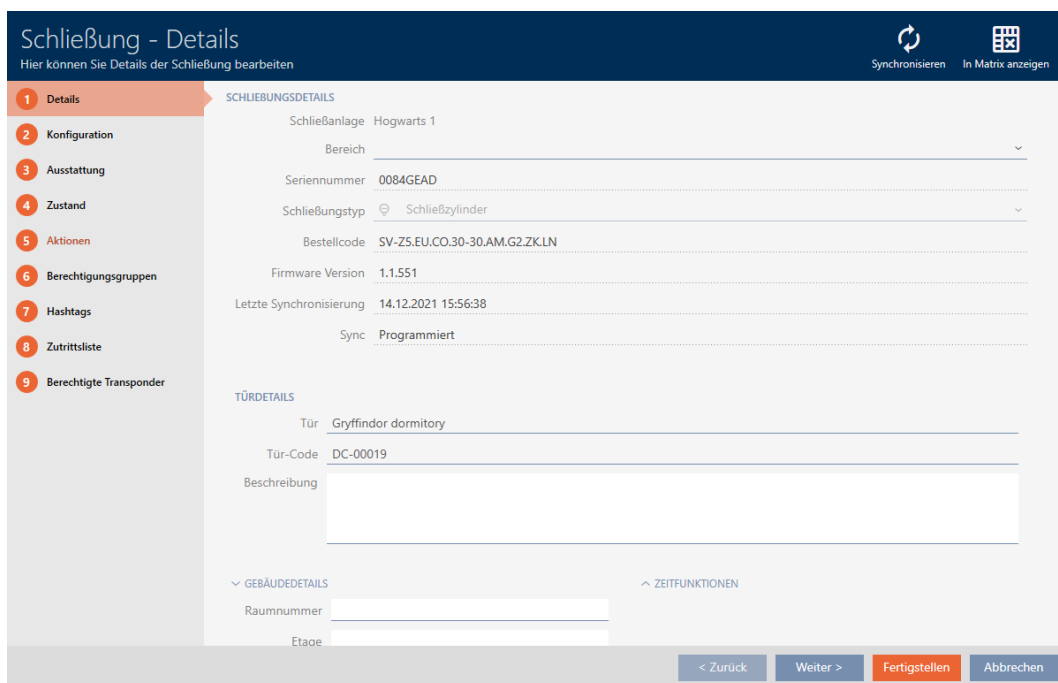 Schließung - Details
Hier können Sie Details der Schließung bearbeiten
Synchronisieren
In Matrix anzeigen
1 Details
2 Konfiguration
3 Ausstattung
4 Zustand
5 Aktionen
6 Berechtigungsgruppen
7 Hashtags
8 Zutrittsliste
9 Berechtigte Transponder
SCHLIEßUNGSDETAILS
Schließanlage Hogwarts 1
Bereich
Seriennummer 0084GEAD
Schließungstyp Schließzylinder
Bestellcode SV-Z5.EU.CO.30-30.AM.G2.ZK.LN
Firmware Version 1.1.551
Letzte Synchronisierung 14.12.2021 15:56:38
Sync Programmiert
TÜRDETAILS
Tür Gryffindor dormitory
Tür-Code DC-00019
Beschreibung
GEBÄUDEDETAILS
Raumnummer
Etage
ZEITFUNKTIONEN
< Zurück
Weiter >
Fertigstellen
Abbrechen